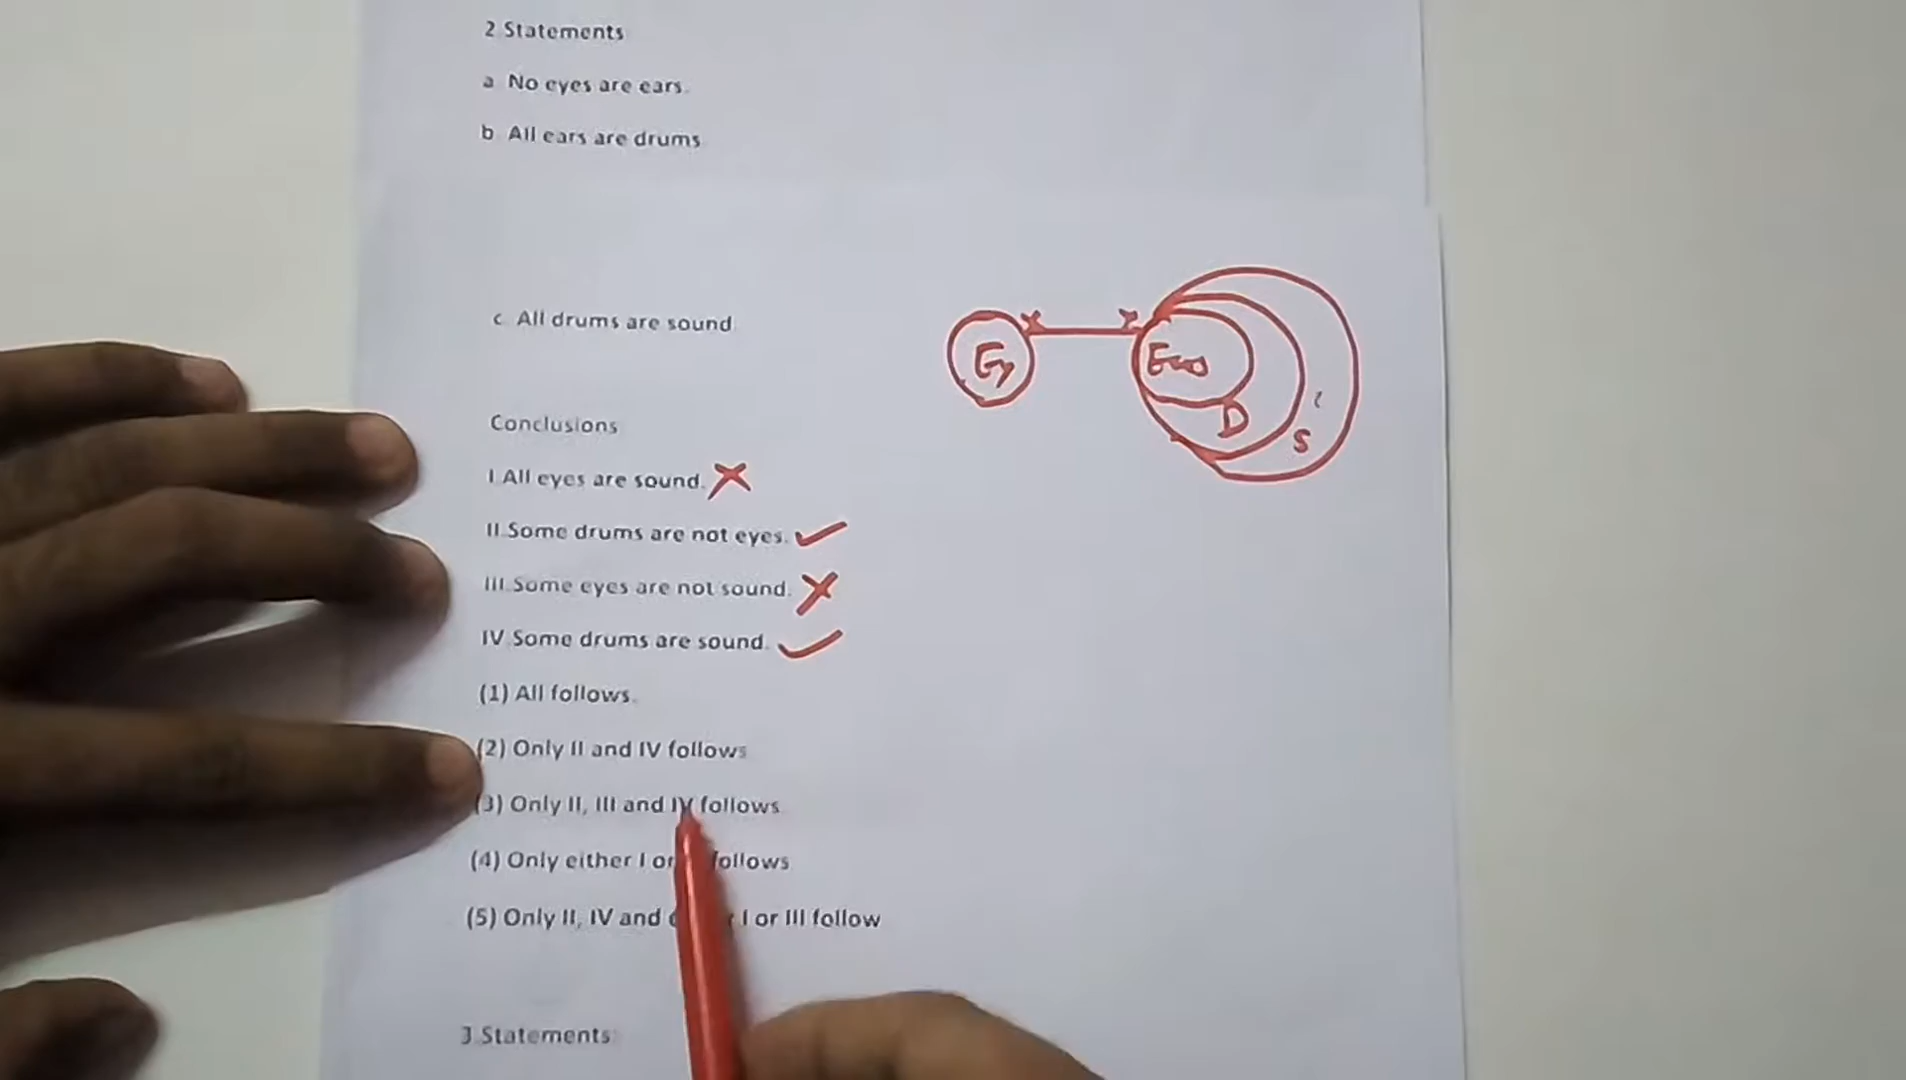 2 Statements
a No eyes are ears.
b. All ears are drums
c. All drums are sound
Ey
D
S
Conclusions
I.All eyes are sound.
II.Some drums are not eyes.
III.Some eyes are not sound.
IV.Some drums are sound.
(1) All follows.
(2) Only II and IV follows
(3) Only II, III and IV follows
(4) Only either I or follows
(5) Only II, IV and I or III follow
3.Statements: